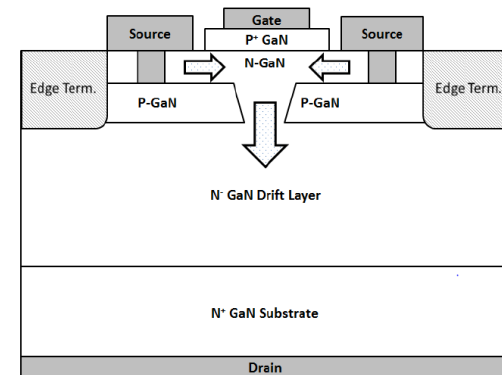 Gate
Source
P⁺ GaN
Source
N-GaN
Edge Term.
P-GaN
P-GaN
Edge Term.
N⁻ GaN Drift Layer
N⁺ GaN Substrate
Drain